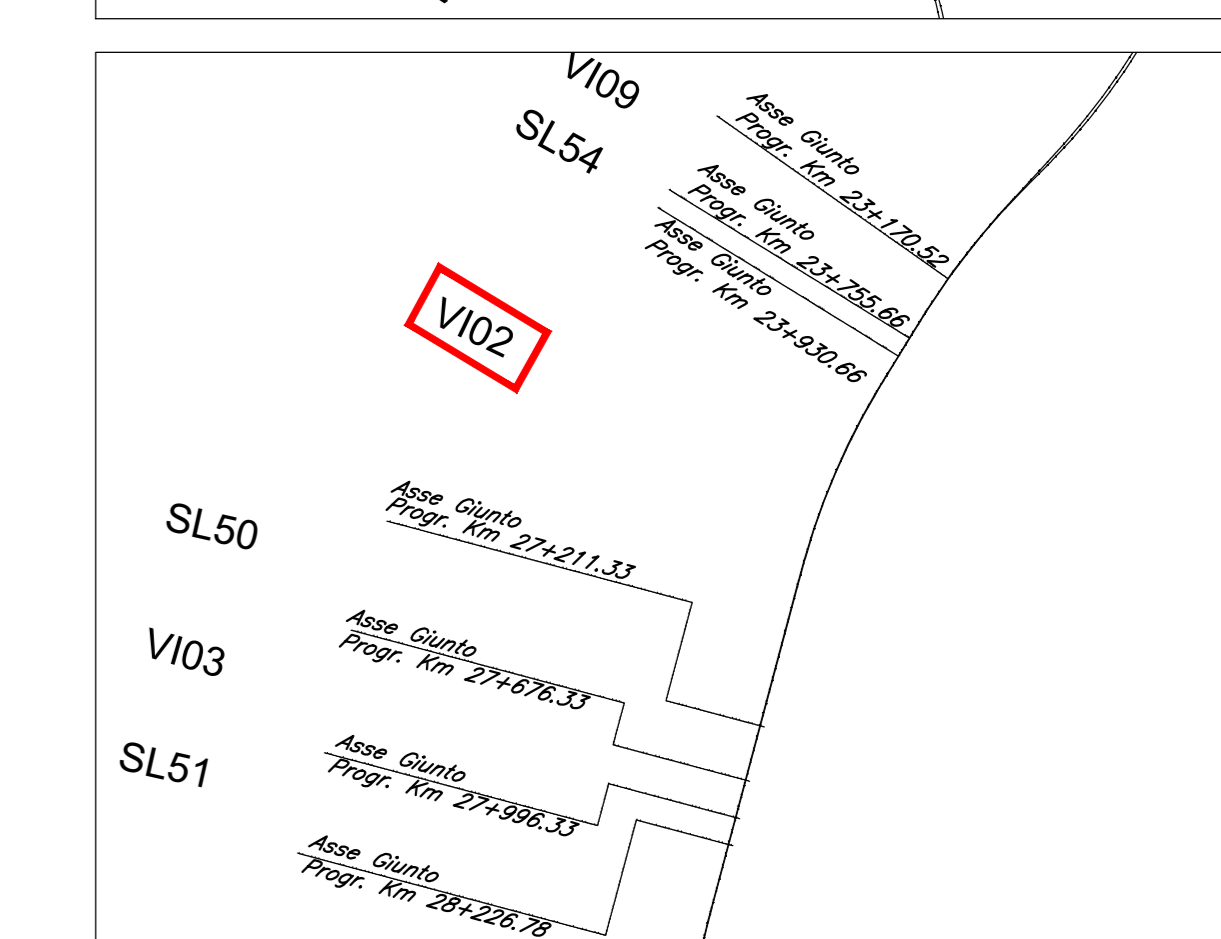 VI09
SL54
Asse Giunto
Progr. Km 23+170.52
Asse Giunto
Progr. Km 23+755.66
Asse Giunto
Progr. Km 23+930.66
VI02
SL50
Asse Giunto
Progr. Km 27+211.33
VI03
Asse Giunto
Progr. Km 27+676.33
SL51
Asse Giunto
Progr. Km 27+996.33
Asse Giunto
Progr. Km 28+226.78